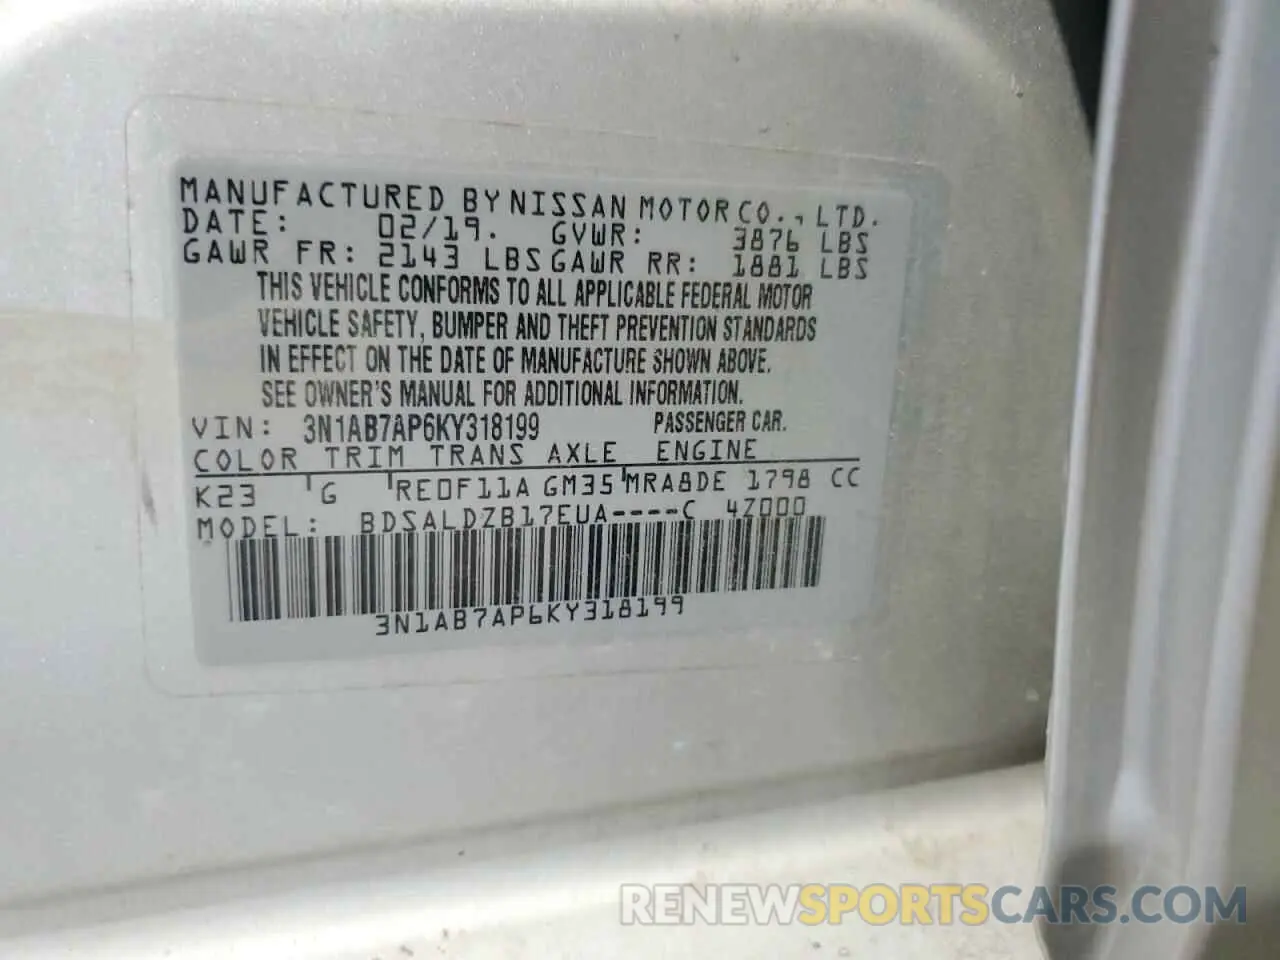 MANUFACTURED BY NISSAN MOTOR CO., LTD.
DATE: 02/19. GVWR: 3876 LBS
GAWR FR: 2143 LBS GAWR RR: 1881 LBS
THIS VEHICLE CONFORMS TO ALL APPLICABLE FEDERAL MOTOR
VEHICLE SAFETY, BUMPER AND THEFT PREVENTION STANDARDS
IN EFFECT ON THE DATE OF MANUFACTURE SHOWN ABOVE.
SEE OWNER'S MANUAL FOR ADDITIONAL INFORMATION.
VIN: 3N1AB7AP6KY318199 PASSENGER CAR.
COLOR TRIM TRANS AXLE ENGINE
K23 G RE0F11A GM35 MRA8DE 1798 CC
MODEL: BDSALDZB17EUA----C 4Z000
3N1AB7AP6KY318199
RENEWSPORTSCARS.COM